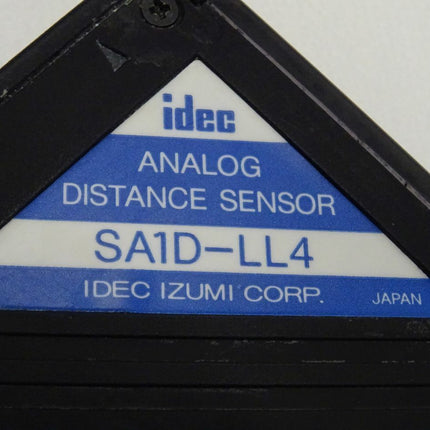 idec
ANALOG
DISTANCE SENSOR
SA1D-LL4
IDEC IZUMI CORP. JAPAN